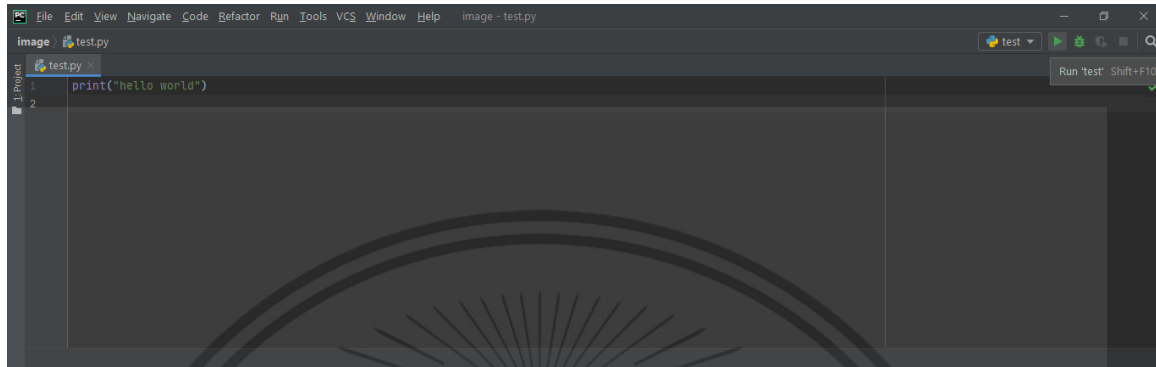 PC File Edit View Navigate Code Refactor Run Tools VCS Window Help image - test.py
image test.py test
test.py
Run 'test' Shift+F10
1: Project
1 print("hello world")
2